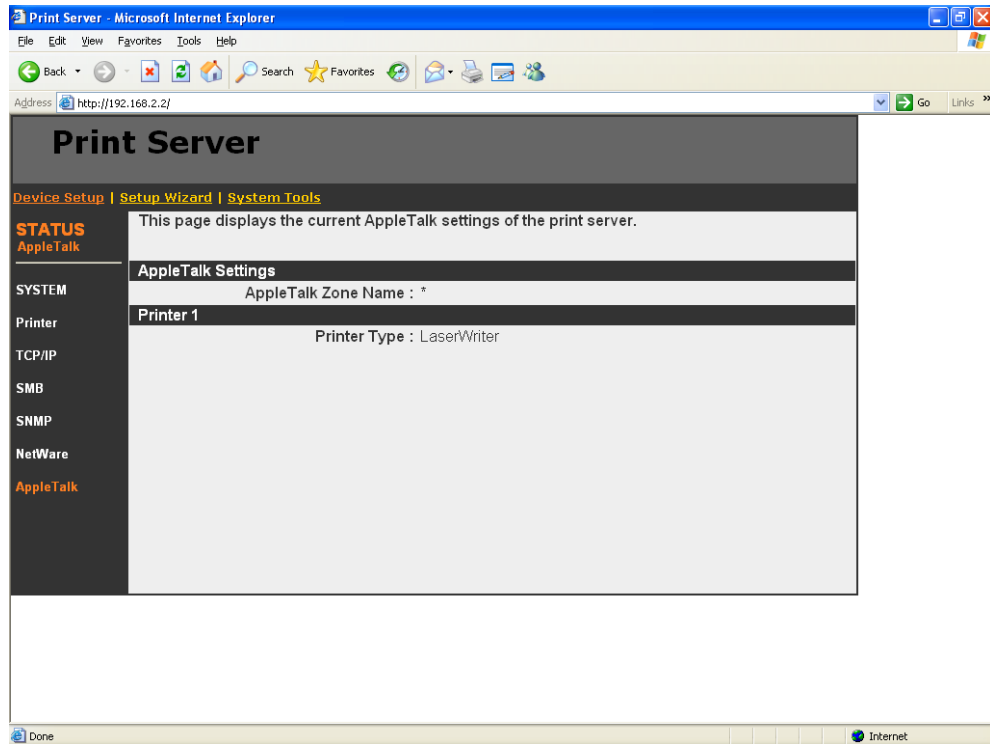 Print Server - Microsoft Internet Explorer
File Edit View Favorites Tools Help
Back Search Favorites
Address http://192.168.2.2/ Go Links »
Print Server
Device Setup | Setup Wizard | System Tools
STATUS
AppleTalk
This page displays the current AppleTalk settings of the print server.
AppleTalk Settings
AppleTalk Zone Name : *
Printer 1
Printer Type : LaserWriter
SYSTEM
Printer
TCP/IP
SMB
SNMP
NetWare
AppleTalk
Done Internet